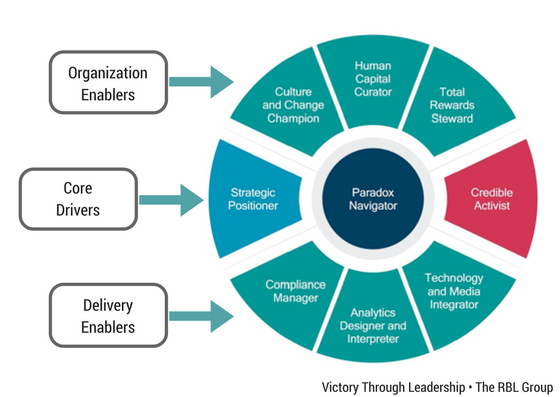 Organization
Enablers
Culture
and Change
Champion
Human
Capital
Curator
Total
Rewards
Steward
Core
Drivers
Strategic
Positioner
Paradox
Navigator
Credible
Activist
Delivery
Enablers
Compliance
Manager
Analytics
Designer and
Interpreter
Technology
and Media
Integrator
Victory Through Leadership • The RBL Group